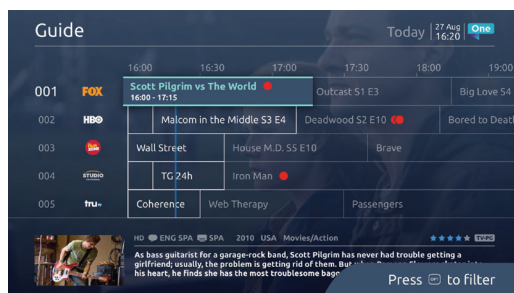 Guide
Today 27 Aug 16:20 One
16:00 16:30 17:00 17:30 18:00 19:00
001 FOX Scott Pilgrim vs The World Outcast S1 E3 Big Love S4
16:00 - 17:15
002 HBO Malcom in the Middle S3 E4 Deadwood S2 E10 Bored to Death
003 Wall Street House M.D. S5 E10 Brave
004 STUDIO TG 24h Iron Man
005 tru Coherence Web Therapy Passengers
HD ENG SPA SPA 2010 USA Movies/Action TV-PG
As bass guitarist for a garage-rock band, Scott Pilgrim has never had trouble getting a
girlfriend; usually, the problem is getting rid of them. But when
his heart, he finds she has the most troublesome
Press OPT to filter